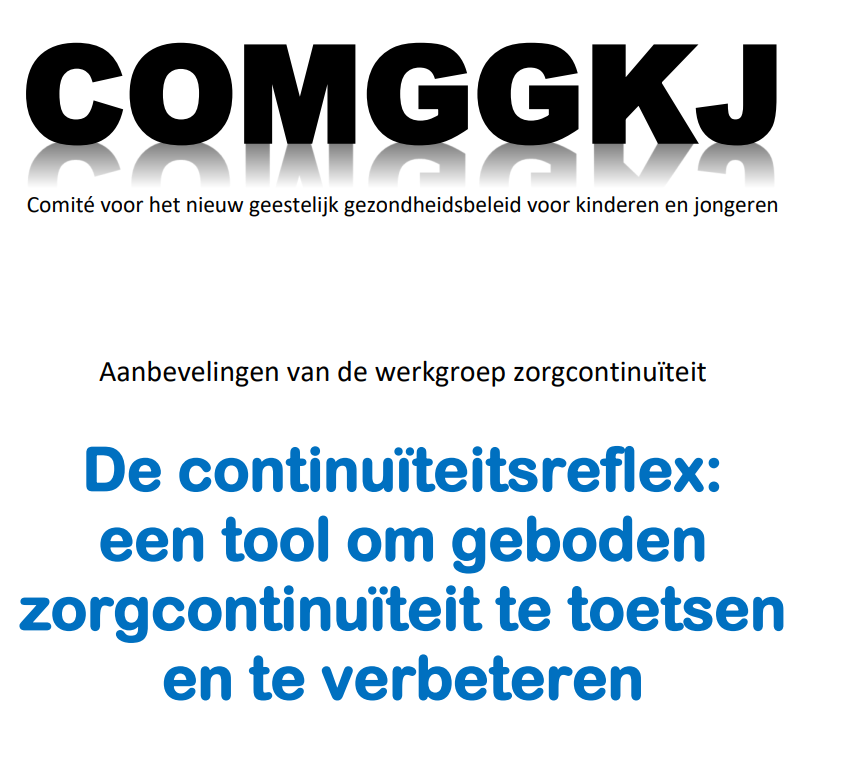 COMGGKJ
Comité voor het nieuw geestelijk gezondheidsbeleid voor kinderen en jongeren
Aanbevelingen van de werkgroep zorgcontinuïteit
De continuïteitsreflex:
een tool om geboden
zorgcontinuïteit te toetsen
en te verbeteren